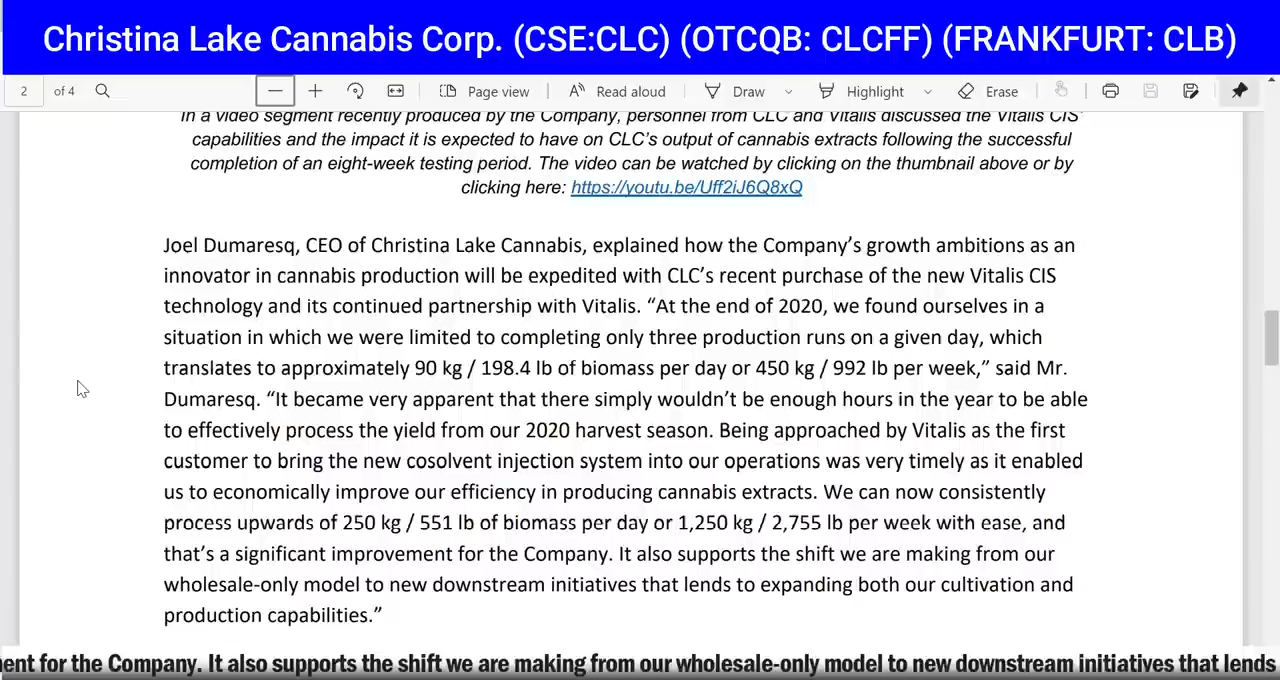 Christina Lake Cannabis Corp. (CSE:CLC) (OTCQB: CLCFF) (FRANKFURT: CLB)
2 of 4 Page view Read aloud Draw Highlight Erase
In a video segment recently produced by the Company, personnel from CLC and Vitalis discussed the Vitalis CIS'
capabilities and the impact it is expected to have on CLC's output of cannabis extracts following the successful
completion of an eight-week testing period. The video can be watched by clicking on the thumbnail above or by
clicking here: https://youtu.be/Uff2iJ6Q8xQ
Joel Dumaresq, CEO of Christina Lake Cannabis, explained how the Company’s growth ambitions as an
innovator in cannabis production will be expedited with CLC’s recent purchase of the new Vitalis CIS
technology and its continued partnership with Vitalis. “At the end of 2020, we found ourselves in a
situation in which we were limited to completing only three production runs on a given day, which
translates to approximately 90 kg / 198.4 lb of biomass per day or 450 kg / 992 lb per week,” said Mr.
Dumaresq. “It became very apparent that there simply wouldn’t be enough hours in the year to be able
to effectively process the yield from our 2020 harvest season. Being approached by Vitalis as the first
customer to bring the new cosolvent injection system into our operations was very timely as it enabled
us to economically improve our efficiency in producing cannabis extracts. We can now consistently
process upwards of 250 kg / 551 lb of biomass per day or 1,250 kg / 2,755 lb per week with ease, and
that’s a significant improvement for the Company. It also supports the shift we are making from our
wholesale-only model to new downstream initiatives that lends to expanding both our cultivation and
production capabilities.”
ent for the Company. It also supports the shift we are making from our wholesale-only model to new downstream initiatives that lends